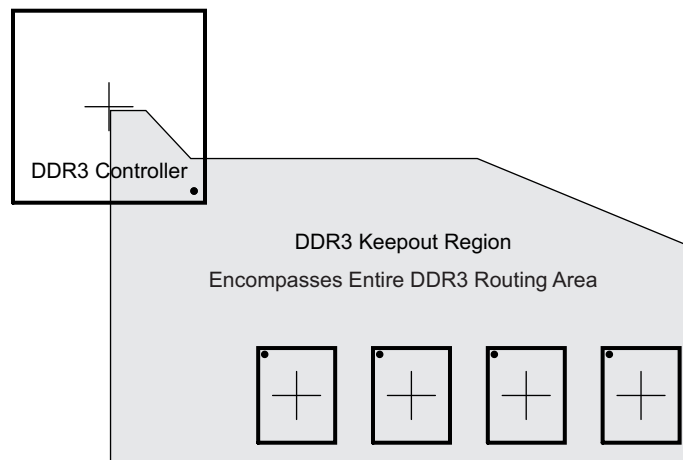 DDR3 Controller
DDR3 Keepout Region
Encompasses Entire DDR3 Routing Area